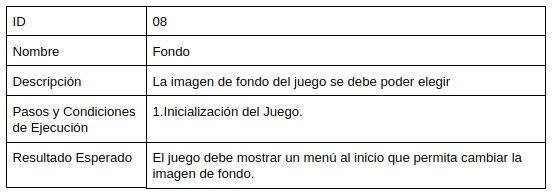 ID 08
Nombre Fondo
Descripción La imagen de fondo del juego se debe poder elegir
Pasos y Condiciones de Ejecución 1.Inicialización del Juego.
Resultado Esperado El juego debe mostrar un menú al inicio que permita cambiar la
imagen de fondo.